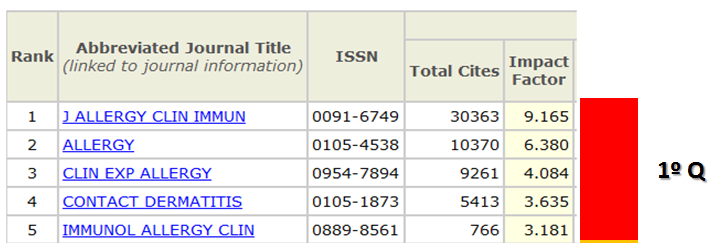 Rank Abbreviated Journal Title (linked to journal information) ISSN Total Cites Impact Factor
1 J ALLERGY CLIN IMMUN 0091-6749 30363 9.165
2 ALLERGY 0105-4538 10370 6.380
3 CLIN EXP ALLERGY 0954-7894 9261 4.084
4 CONTACT DERMATITIS 0105-1873 5413 3.635
5 IMMUNOL ALLERGY CLIN 0889-8561 766 3.181
1º Q